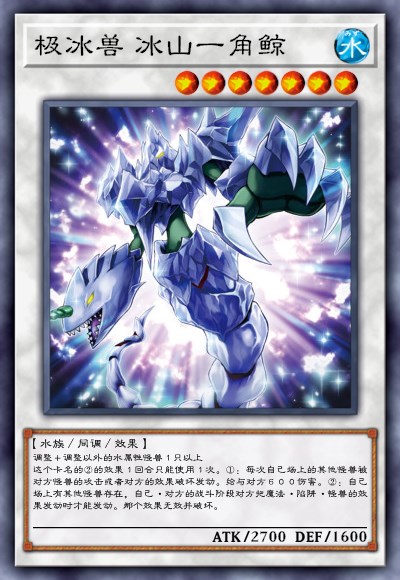 极冰兽 冰山一角鲸
水
【水族／同调／效果】
调整＋调整以外的水属性怪兽１只以上
这个卡名的②的效果１回合只能使用１次。①：每次自己场上的其他怪兽被
对方怪兽的攻击或者对方的效果破坏发动。给与对方６００伤害。②：自己
场上有其他怪兽存在，自己·对方的战斗阶段对方把魔法·陷阱·怪兽的效
果发动时才能发动。那个效果无效并破坏。
ATK/2700 DEF/1600